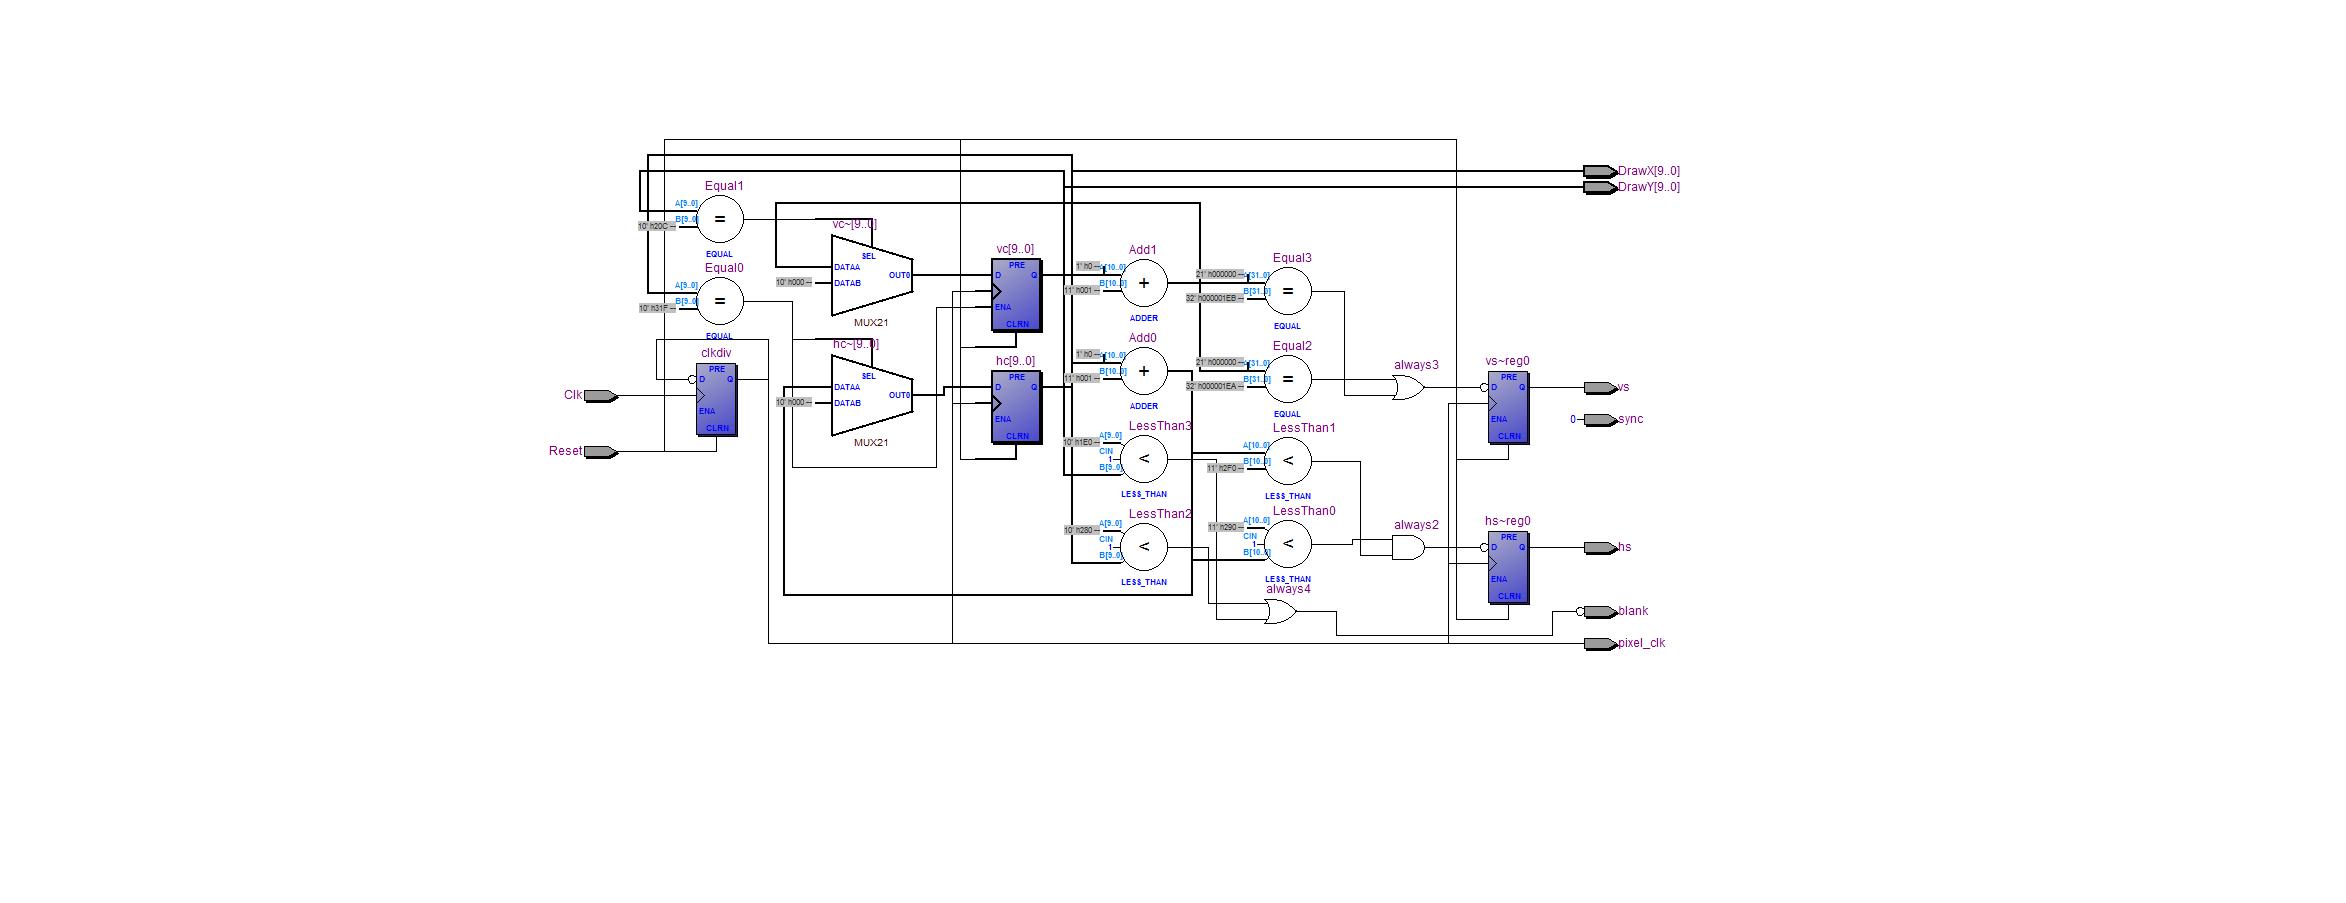 DrawX[9..0]
DrawY[9..0]
Equal1
A[9..0]
B[9..0]
10' h20C --
=
EQUAL
Equal0
A[9..0]
B[9..0]
10' h31F --
=
EQUAL
vc~[9..0]
SEL
DATAA
DATAB
OUT0
10' h000 --
MUX21
hc~[9..0]
SEL
DATAA
DATAB
OUT0
10' h000 --
MUX21
clkdiv
PRE
D
Q
ENA
CLRN
Clk
Reset
vc[9..0]
PRE
D
Q
ENA
CLRN
hc[9..0]
PRE
D
Q
ENA
CLRN
Add1
1' h0 --
A[10..0]
B[10..0]
11' h001 --
+
ADDER
Add0
1' h0 --
A[10..0]
B[10..0]
11' h001 --
+
ADDER
LessThan3
10' h1E0 --
A[9..0]
CIN
1
B[9..0]
<
LESS_THAN
LessThan2
10' h280 --
A[9..0]
CIN
1
B[9..0]
<
LESS_THAN
Equal3
21' h000000 --
A[31..0]
B[31..0]
32' h000001EB --
=
EQUAL
Equal2
21' h000000 --
A[31..0]
B[31..0]
32' h000001EA --
=
EQUAL
LessThan1
A[10..0]
B[10..0]
11' h2F0 --
<
LESS_THAN
LessThan0
11' h290 --
A[10..0]
CIN
1
B[10..0]
<
LESS_THAN
always4
always3
always2
vs~reg0
PRE
D
Q
ENA
CLRN
hs~reg0
PRE
D
Q
ENA
CLRN
vs
0
sync
hs
blank
pixel_clk